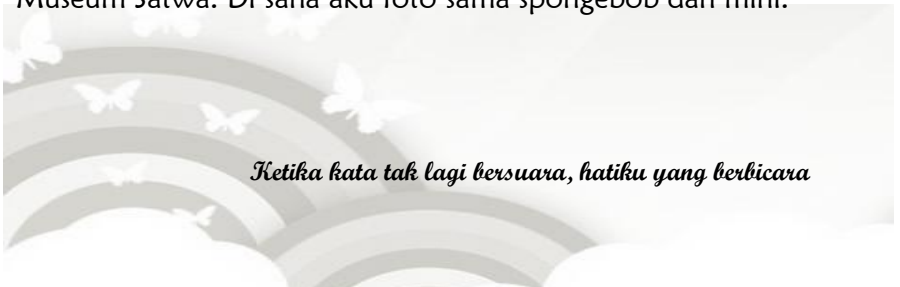 Museum Satwa. Di sana aku foto sama spongebob dan mini.
Ketika kata tak lagi bersuara, hatiku yang berbicara